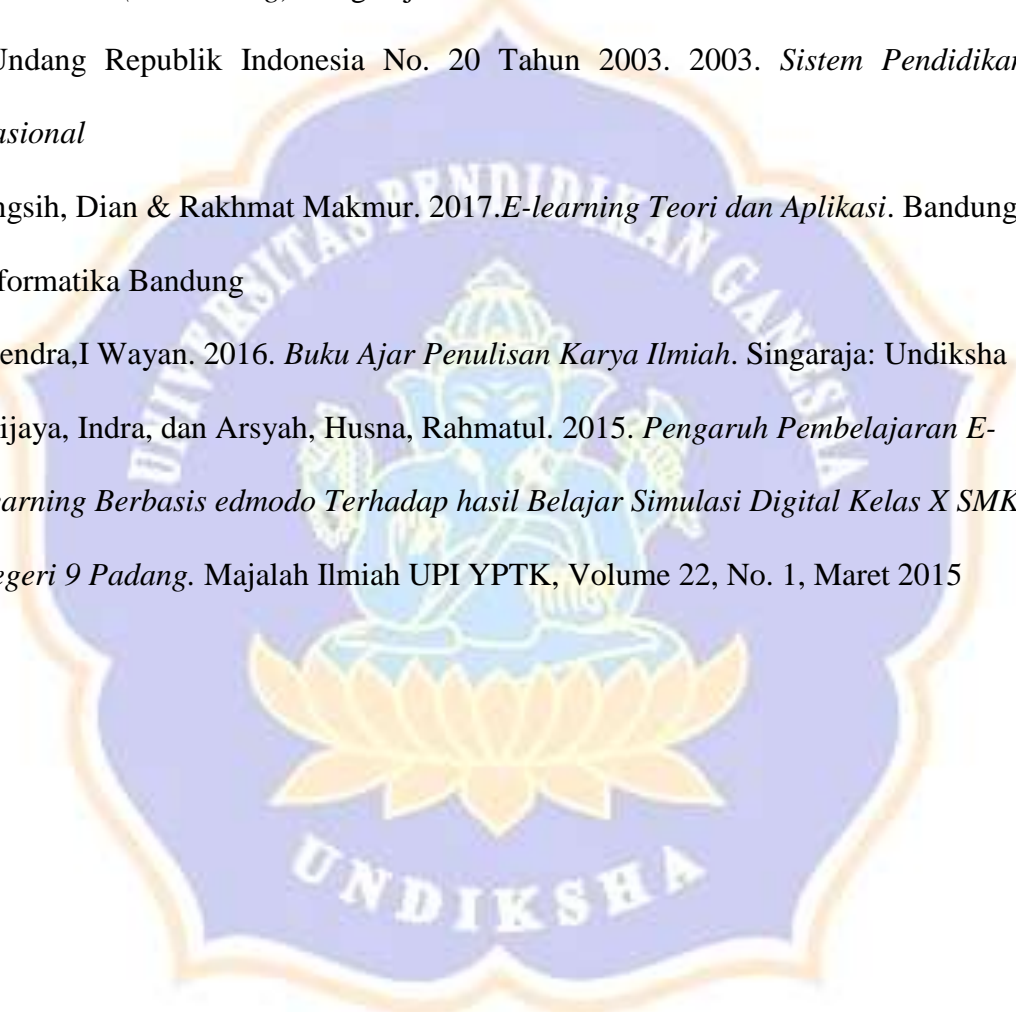 Undang Republik Indonesia No. 20 Tahun 2003. 2003. Sistem Pendidikan
asional
ngsih, Dian & Rakhmat Makmur. 2017.E-learning Teori dan Aplikasi. Bandung
formatika Bandung
endra,I Wayan. 2016. Buku Ajar Penulisan Karya Ilmiah. Singaraja: Undiksha
ijaya, Indra, dan Arsyah, Husna, Rahmatul. 2015. Pengaruh Pembelajaran E-
arning Berbasis edmodo Terhadap hasil Belajar Simulasi Digital Kelas X SMK
egeri 9 Padang. Majalah Ilmiah UPI YPTK, Volume 22, No. 1, Maret 2015
UNIVERSITAS PENDIDIKAN GANESHA
UNDIKSHA